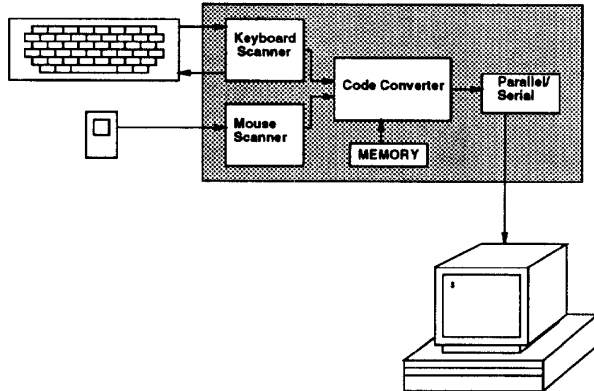 Keyboard
Scanner
Code Converter
Parallel/
Serial
Mouse
Scanner
MEMORY